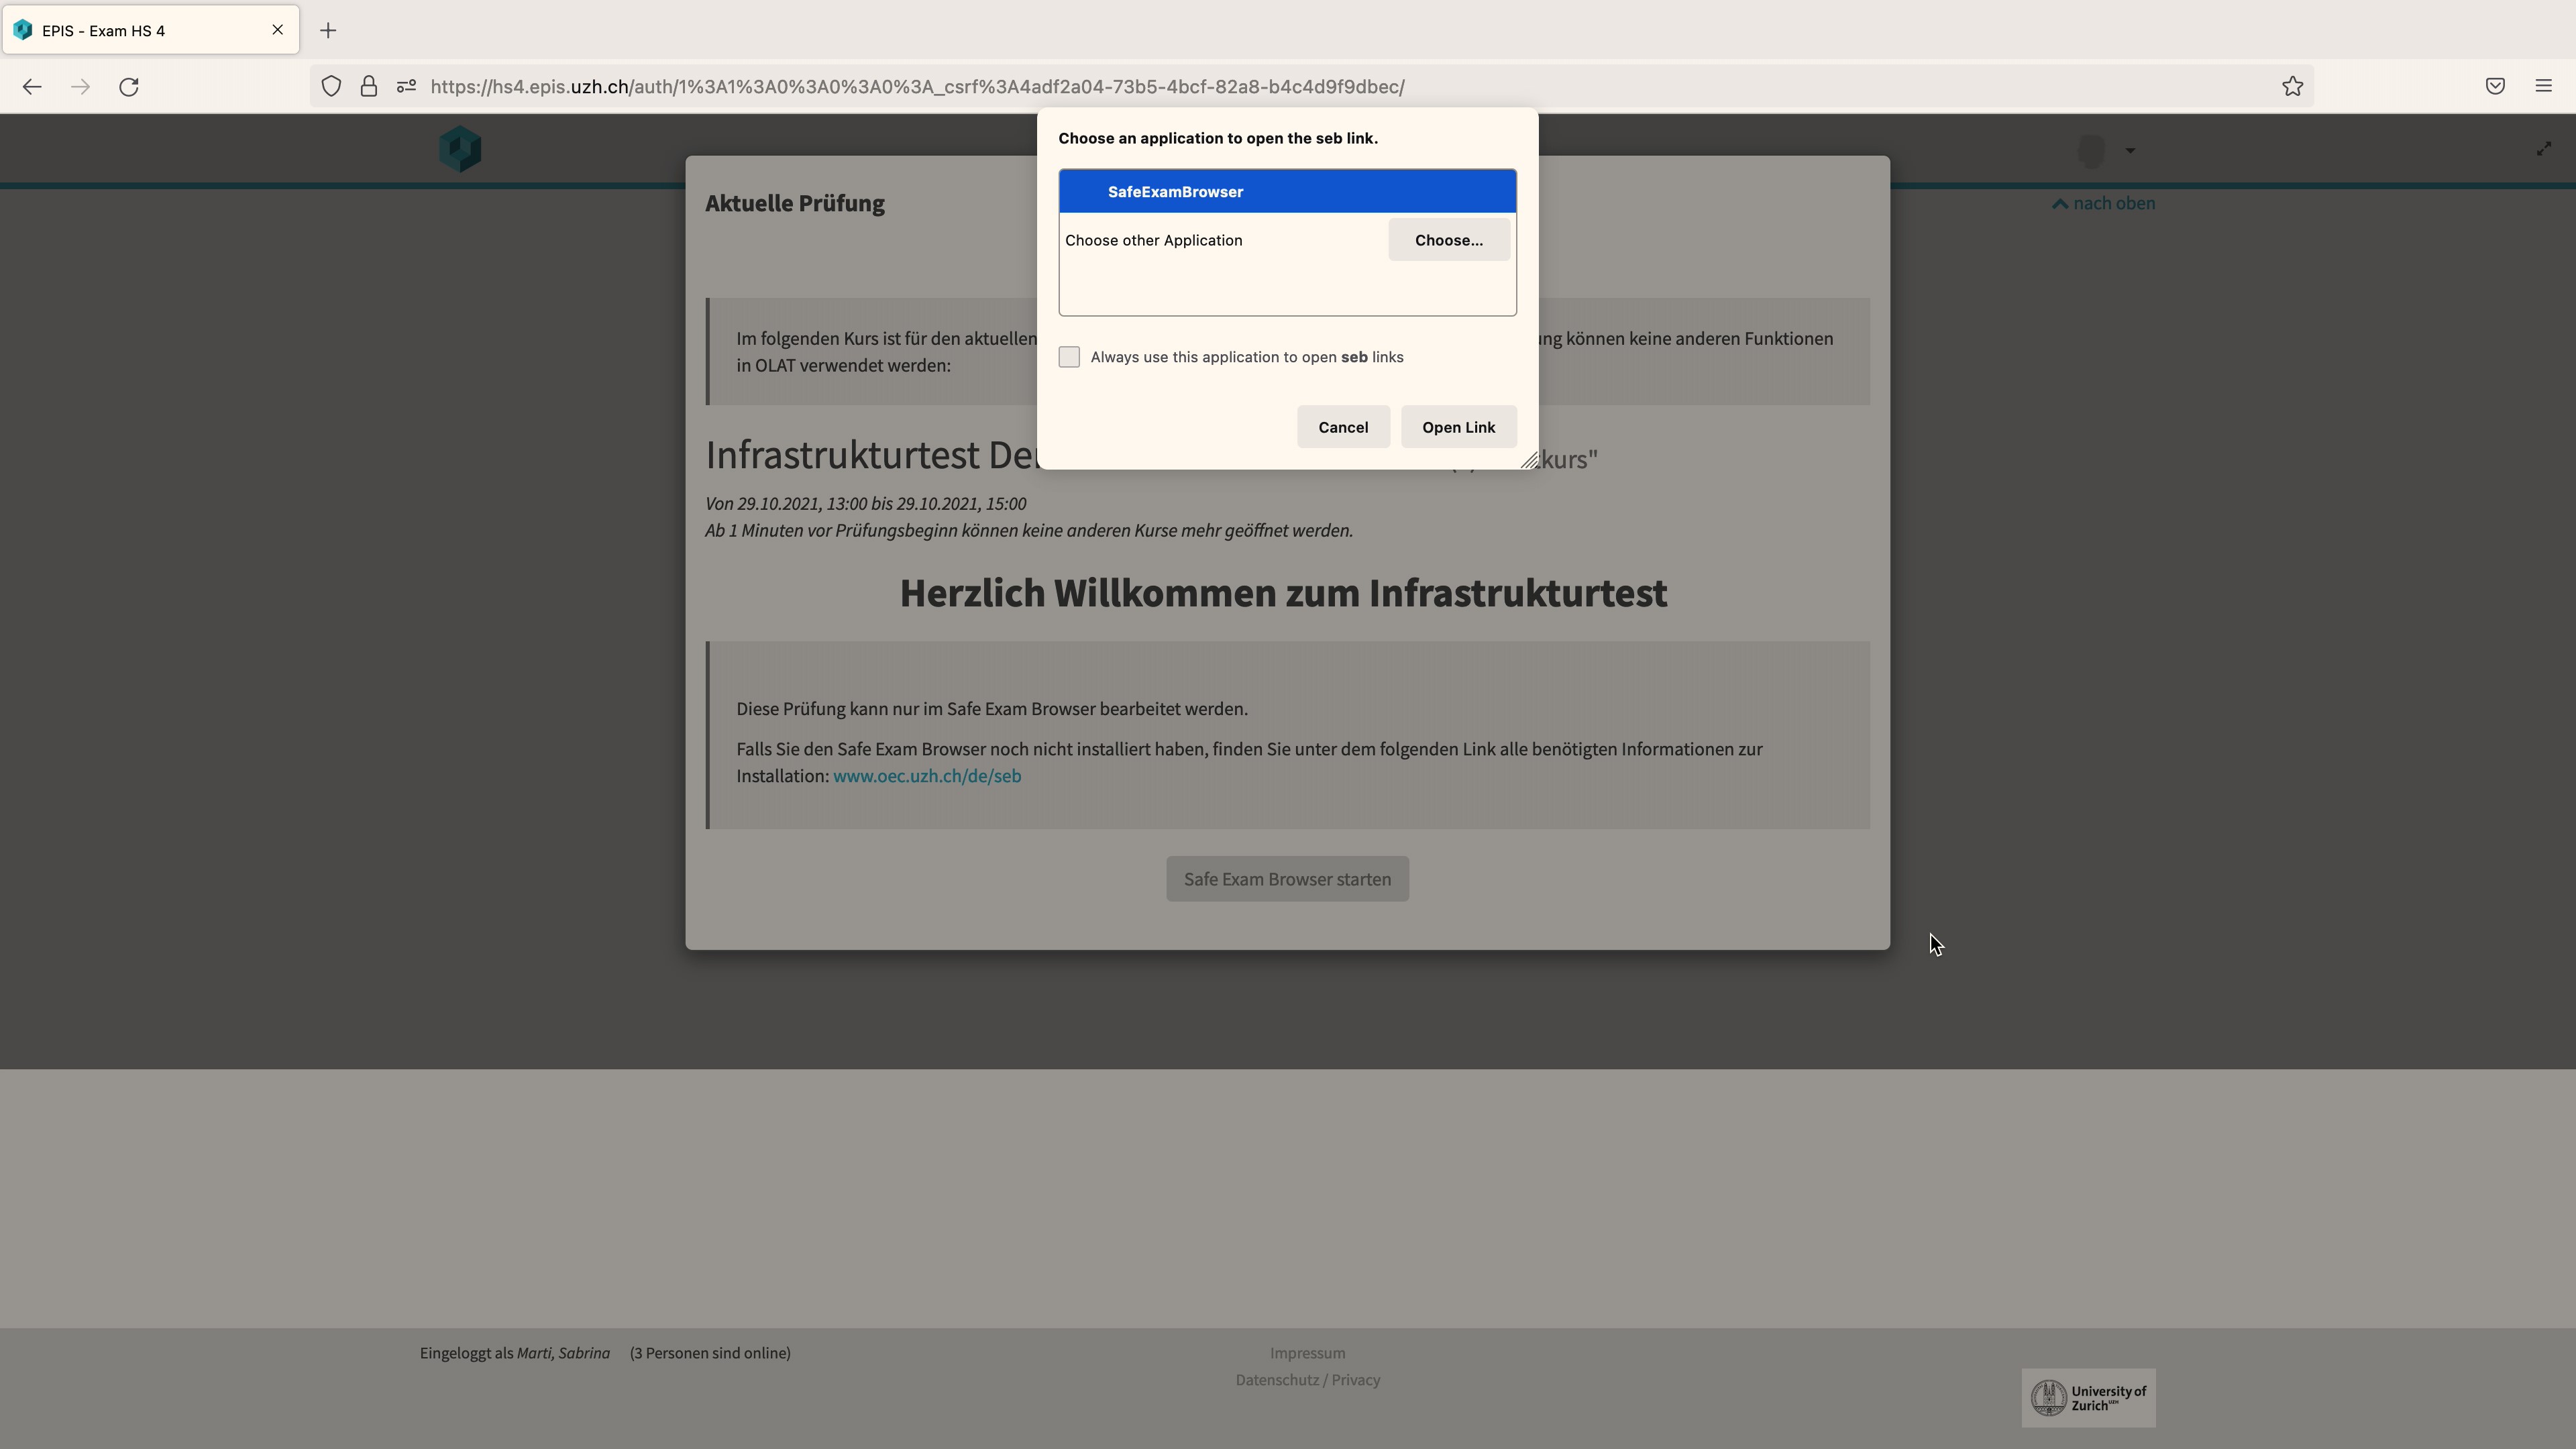 EPIS - Exam HS 4
https://hs4.epis.uzh.ch/auth/1%3A1%3A0%3A0%3A0%3A_csrf%3A4adf2a04-73b5-4bcf-82a8-b4c4d9f9dbec/
Choose an application to open the seb link.
SafeExamBrowser
Choose other Application
Choose...
Always use this application to open seb links
Cancel
Open Link
nach oben
Aktuelle Prüfung
Im folgenden Kurs ist für den aktuellen ung können keine anderen Funktionen
in OLAT verwendet werden:
Infrastrukturtest De kurs"
Von 29.10.2021, 13:00 bis 29.10.2021, 15:00
Ab 1 Minuten vor Prüfungsbeginn können keine anderen Kurse mehr geöffnet werden.
Herzlich Willkommen zum Infrastrukturtest
Diese Prüfung kann nur im Safe Exam Browser bearbeitet werden.
Falls Sie den Safe Exam Browser noch nicht installiert haben, finden Sie unter dem folgenden Link alle benötigten Informationen zur
Installation: www.oec.uzh.ch/de/seb
Safe Exam Browser starten
Eingeloggt als Marti, Sabrina (3 Personen sind online)
Impressum
Datenschutz / Privacy
University of
Zurich UZH